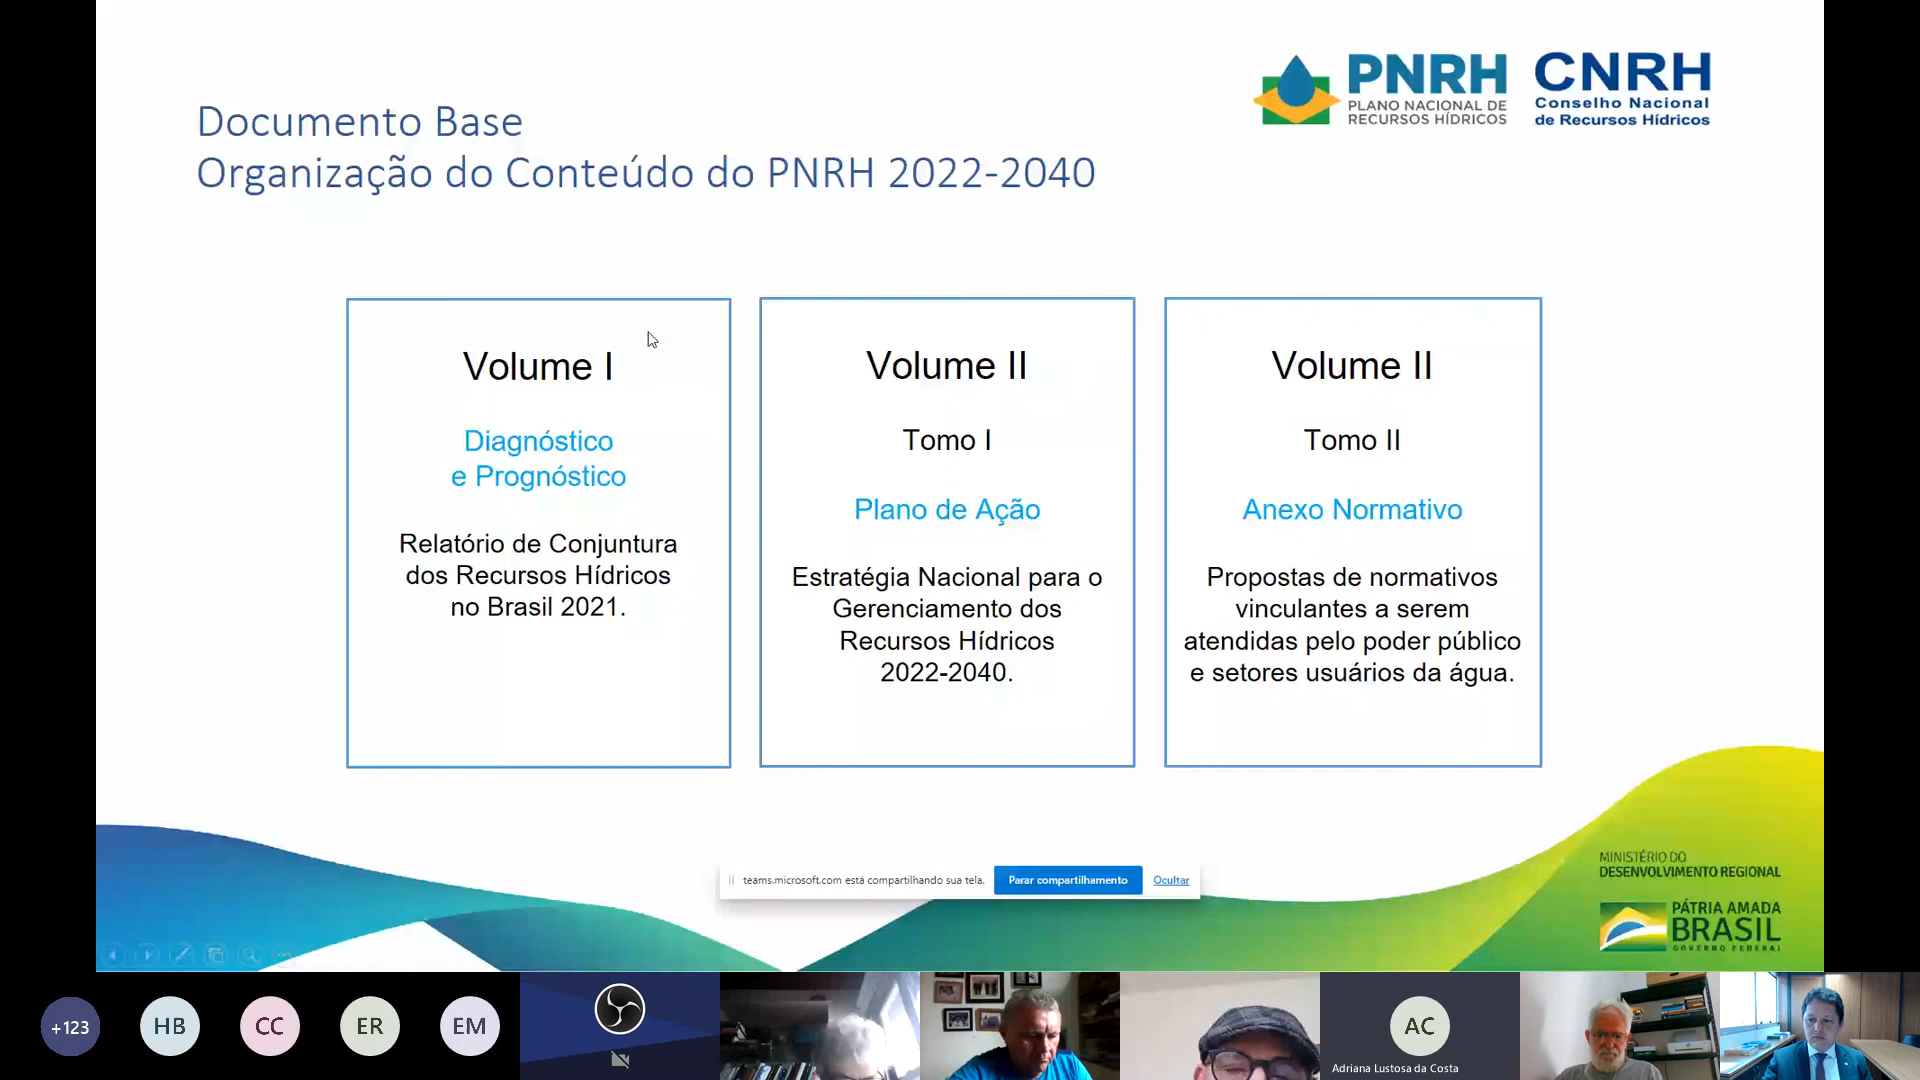 PNRH
PLANO NACIONAL DE
RECURSOS HÍDRICOS
CNRH
Conselho Nacional
de Recursos Hídricos
Documento Base
Organização do Conteúdo do PNRH 2022-2040
Volume I
Diagnóstico
e Prognóstico
Relatório de Conjuntura
dos Recursos Hídricos
no Brasil 2021.
Volume II
Tomo I
Plano de Ação
Estratégia Nacional para o
Gerenciamento dos
Recursos Hídricos
2022-2040.
Volume II
Tomo II
Anexo Normativo
Propostas de normativos
vinculantes a serem
atendidas pelo poder público
e setores usuários da água.
teams.microsoft.com está compartilhando sua tela.
Parar compartilhamento
Ocultar
MINISTÉRIO DO
DESENVOLVIMENTO REGIONAL
PÁTRIA AMADA
BRASIL
GOVERNO FEDERAL
+123
HB
CC
ER
EM
AC
Adriana Lustosa da Costa